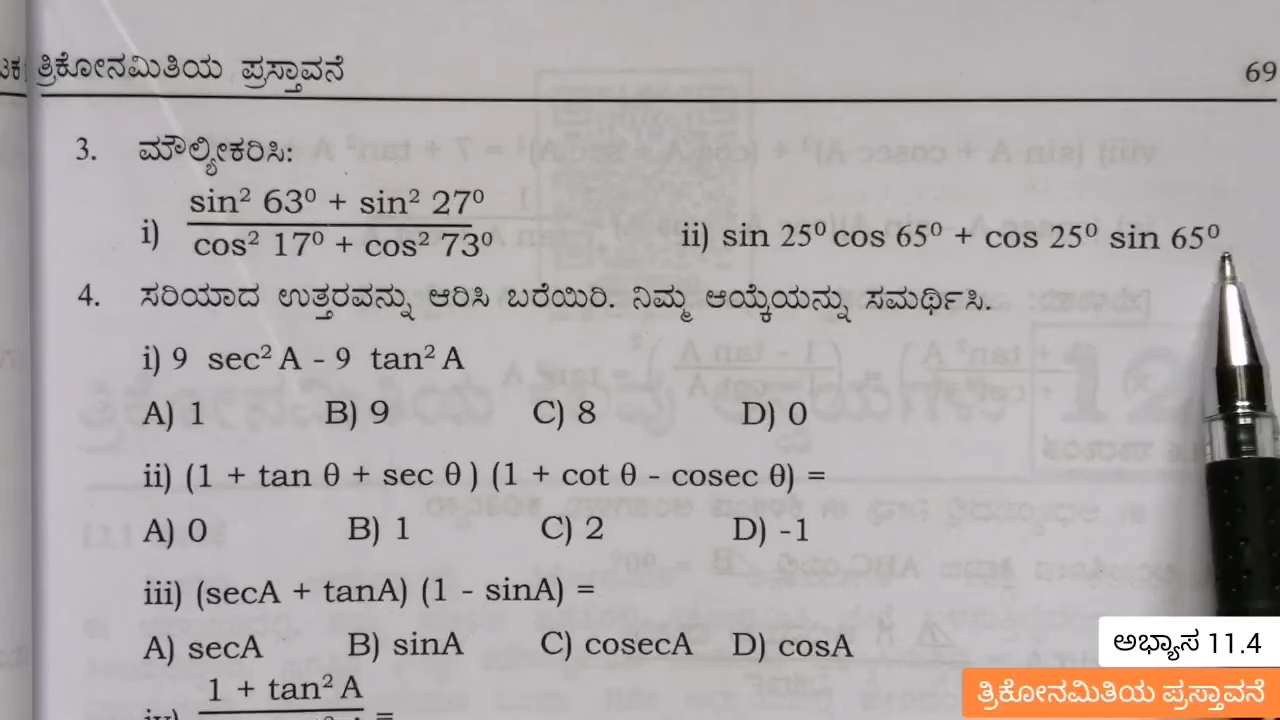 ತ್ರಿಕೋನಮಿತಿಯ ಪ್ರಸ್ತಾವನೆ 69
3. ಮೌಲ್ಯೀಕರಿಸಿ:
i) sin² 63⁰ + sin² 27⁰
cos² 17⁰ + cos² 73⁰
ii) sin 25⁰ cos 65⁰ + cos 25⁰ sin 65⁰
4. ಸರಿಯಾದ ಉತ್ತರವನ್ನು ಆರಿಸಿ ಬರೆಯಿರಿ. ನಿಮ್ಮ ಆಯ್ಕೆಯನ್ನು ಸಮರ್ಥಿಸಿ.
i) 9 sec² A - 9 tan² A
A) 1 B) 9 C) 8 D) 0
ii) (1 + tan θ + sec θ ) (1 + cot θ - cosec θ) =
A) 0 B) 1 C) 2 D) -1
iii) (secA + tanA) (1 - sinA) =
A) secA B) sinA C) cosecA D) cosA
1 + tan² A
iv) =
ಅಭ್ಯಾಸ 11.4
ತ್ರಿಕೋನಮಿತಿಯ ಪ್ರಸ್ತಾವನೆ